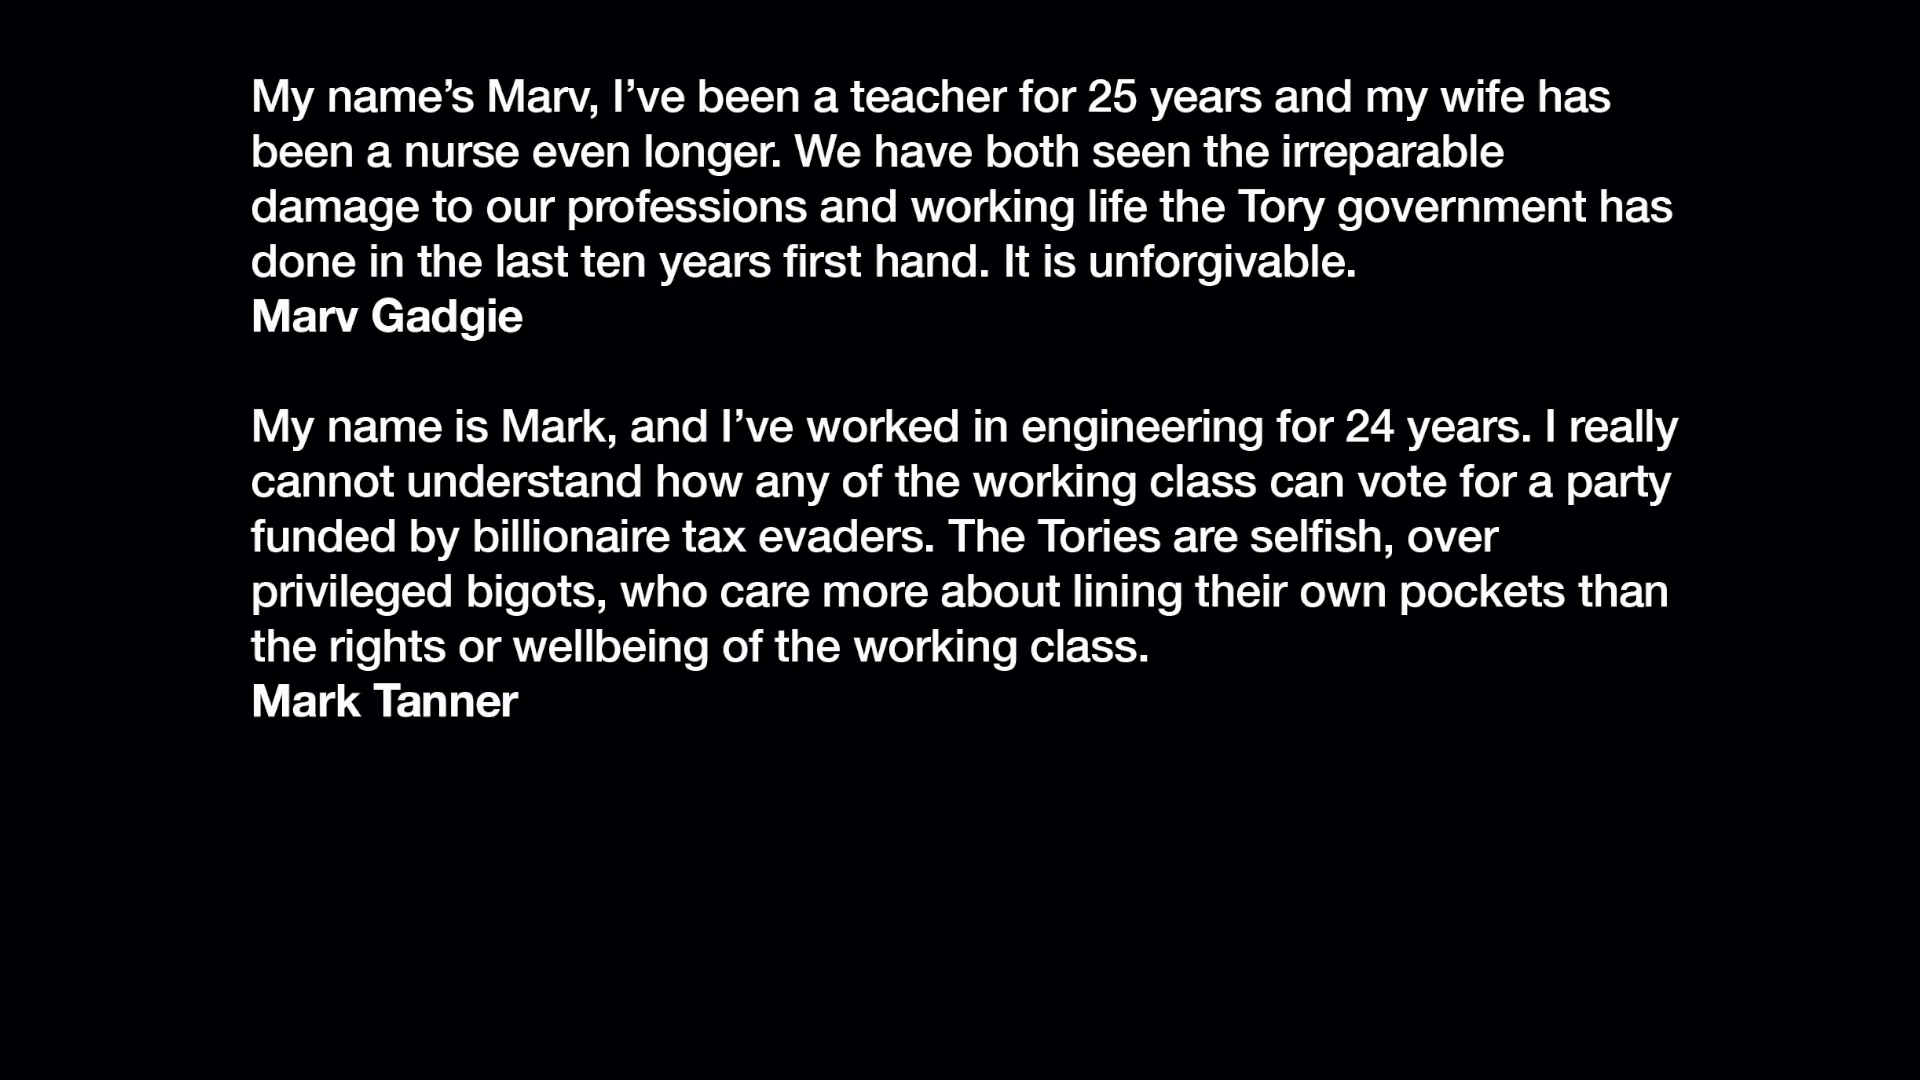 My name’s Marv, I’ve been a teacher for 25 years and my wife has
been a nurse even longer. We have both seen the irreparable
damage to our professions and working life the Tory government has
done in the last ten years first hand. It is unforgivable.
Marv Gadgie
My name is Mark, and I’ve worked in engineering for 24 years. I really
cannot understand how any of the working class can vote for a party
funded by billionaire tax evaders. The Tories are selfish, over
privileged bigots, who care more about lining their own pockets than
the rights or wellbeing of the working class.
Mark Tanner